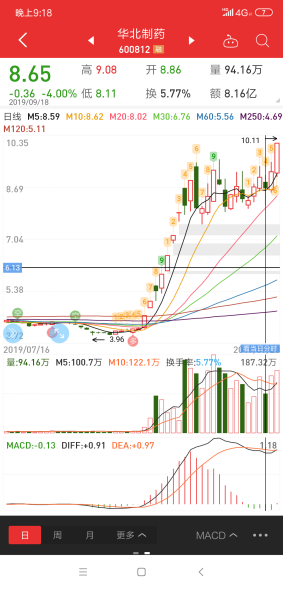 晚上9:18
4G
7
华北制药
600812 融
8.65
高 9.08
开 8.86
量 94.16万
-0.36 -4.00%
低 8.11
换 5.77%
额 8.16亿
2019/09/18
日线 M5:8.59 M10:8.62 M20:8.02 M30:6.76 M60:5.56 M250:4.69
M120:5.11
10.35
10.11
8.69
7.04
6.13
5.38
3.96
2019/07/16
看当日分时
量:94.16万 M5:100.7万 M10:122.1万 换手率:5.77% 187.32万
MACD:-0.13 DIFF:+0.91 DEA:+0.97 1.18
日 周 月 更多 MACD